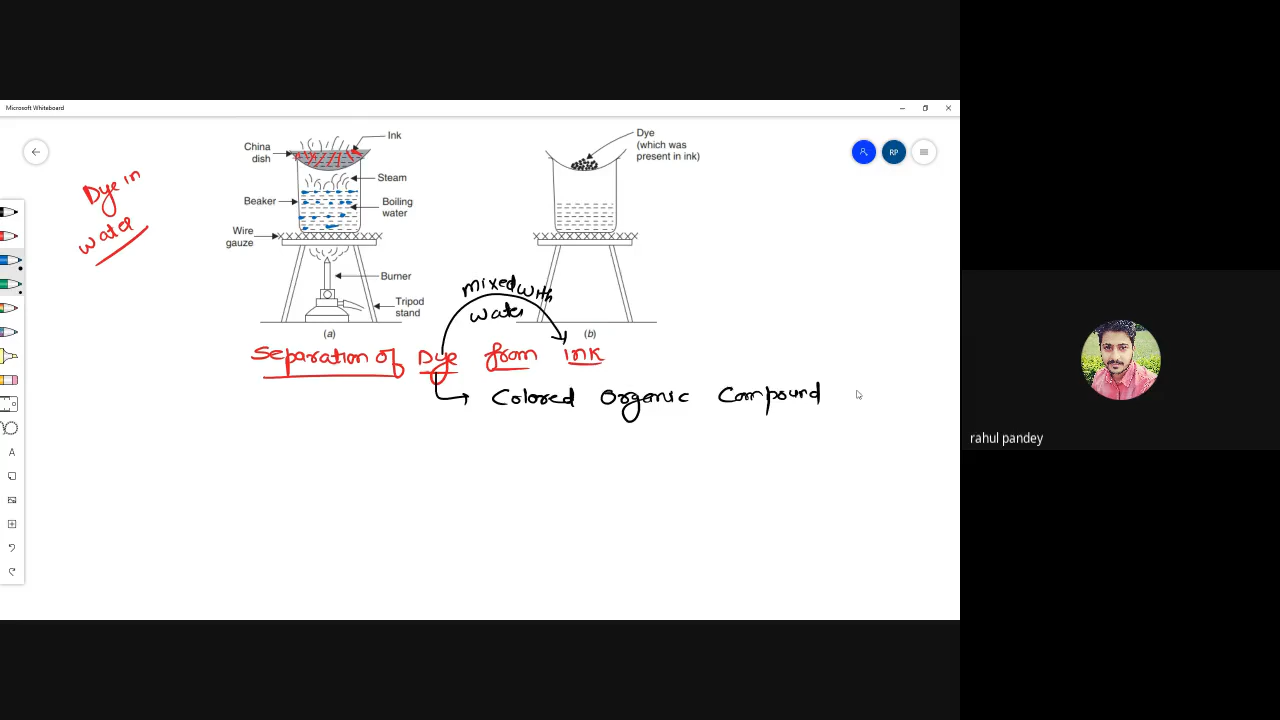 Microsoft Whiteboard
RP
China
dish
Ink
Steam
Beaker
Boiling
water
Wire
gauze
Burner
Tripod
stand
(a)
Dye
(which was
present in ink)
(b)
Dye in
water
mixed with
water
Separation of Dye from Ink
Colored Organic Compound
A
rahul pandey